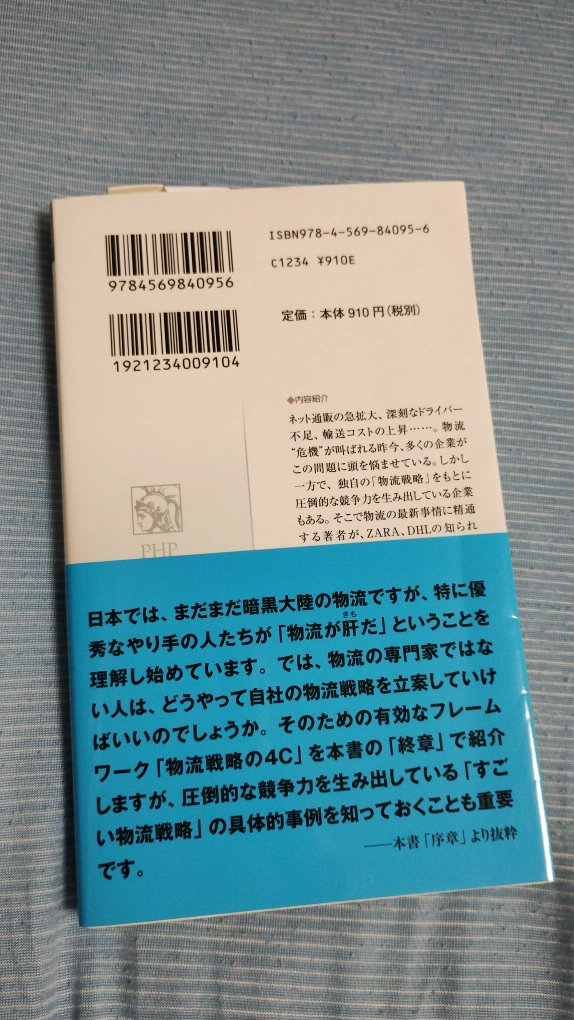 ISBN978-4-569-84095-6
C1234 ¥910E
9784569840956
定価：本体910円（税別）
1921234009104
◆内容紹介
ネット通販の急拡大、深刻なドライバー
不足、輸送コストの上昇……。物流
“危機”が叫ばれる昨今、多くの企業が
この問題に頭を悩ませている。しかし
一方で、独自の「物流戦略」をもとに
圧倒的な競争力を生み出している企業
もある。そこで物流の最新事情に精通
する著者が、ZARA、DHLの知られ
PHP
日本では、まだまだ暗黒大陸の物流ですが、特に優
秀なやり手の人たちが「物流が肝だ」ということを
きも
理解し始めています。では、物流の専門家ではな
い人は、どうやって自社の物流戦略を立案していけ
ばいいのでしょうか。そのための有効なフレーム
ワーク「物流戦略の4C」を本書の「終章」で紹介
しますが、圧倒的な競争力を生み出している「すご
い物流戦略」の具体的事例を知っておくことも重要
です。
――本書「序章」より抜粋